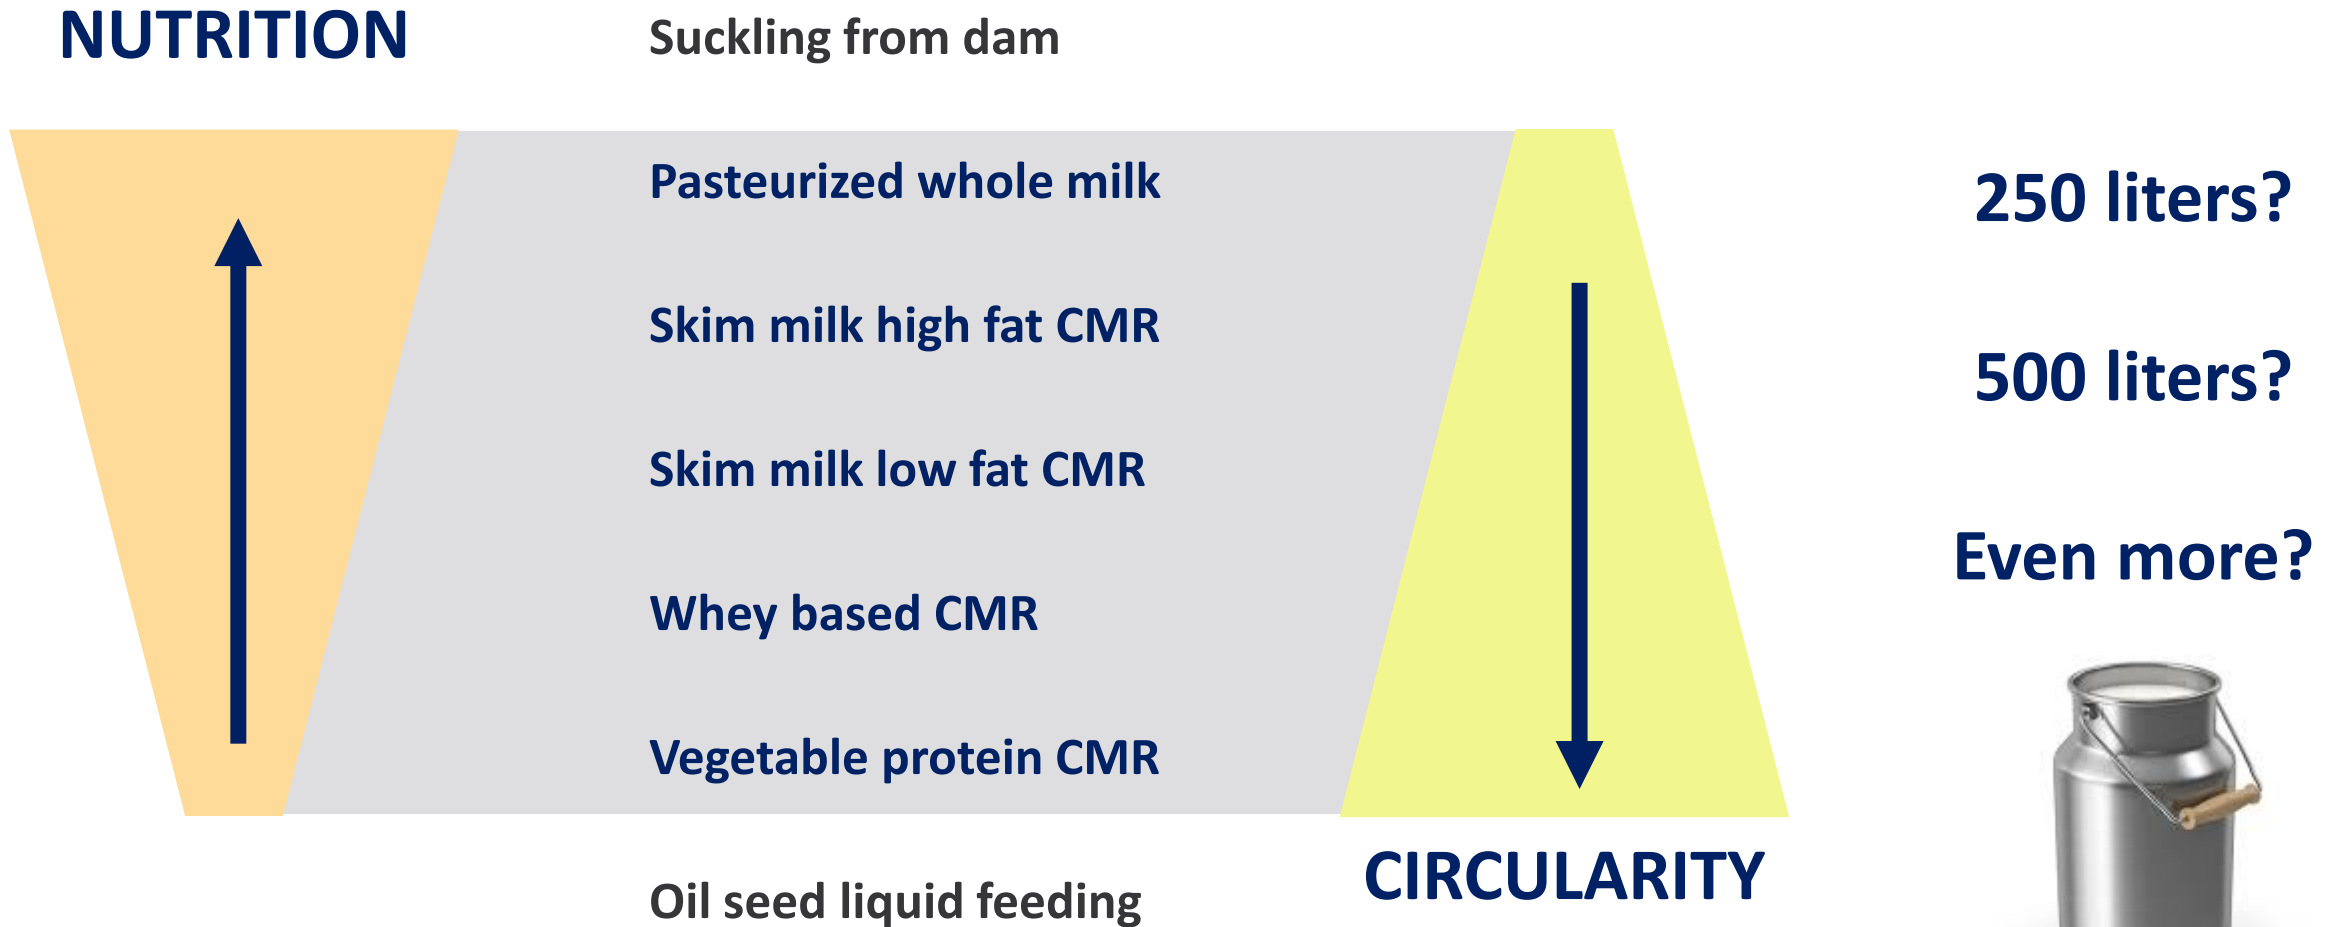 NUTRITION
Suckling from dam
Pasteurized whole milk
Skim milk high fat CMR
Skim milk low fat CMR
Whey based CMR
Vegetable protein CMR
Oil seed liquid feeding
CIRCULARITY
250 liters?
500 liters?
Even more?